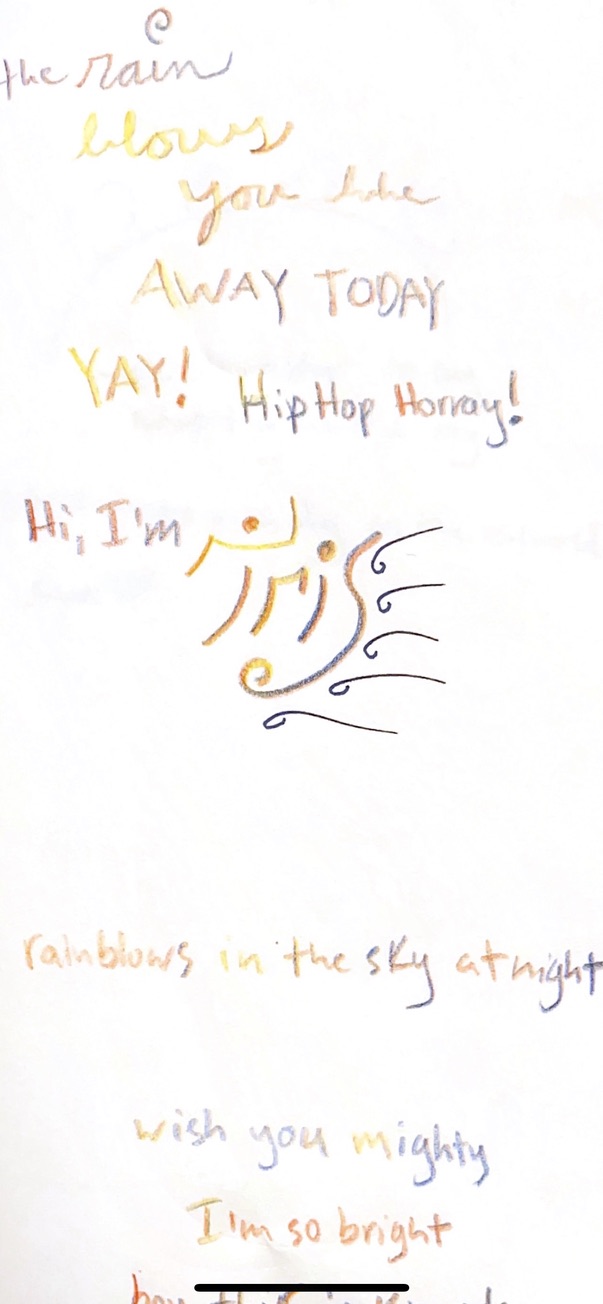 the rain
blows
you like
AWAY TODAY
YAY! Hip Hop Horray!
Hi, I'm Iris
rainblows in the sky at night
wish you mighty
I'm so bright